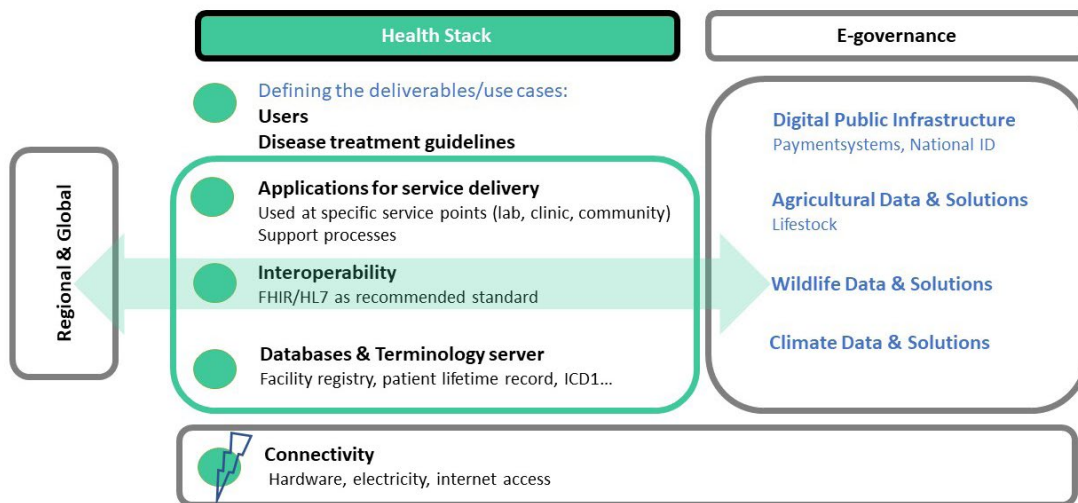 Health Stack
E-governance
Regional & Global
Defining the deliverables/use cases:
Users
Disease treatment guidelines
Applications for service delivery
Used at specific service points (lab, clinic, community)
Support processes
Interoperability
FHIR/HL7 as recommended standard
Databases & Terminology server
Facility registry, patient lifetime record, ICD1...
Digital Public Infrastructure
Paymentsystems, National ID
Agricultural Data & Solutions
Lifestock
Wildlife Data & Solutions
Climate Data & Solutions
Connectivity
Hardware, electricity, internet access